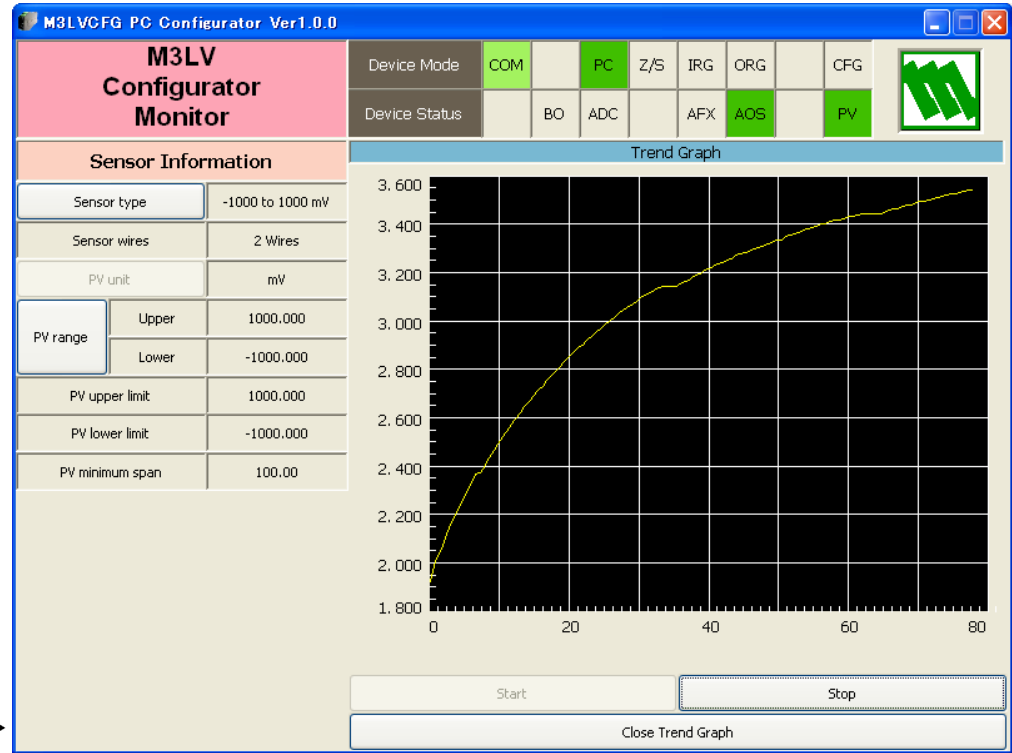 M3LVCFG PC Configurator Ver1.0.0
M3LV
Configurator
Monitor
Device Mode COM PC Z/S IRG ORG CFG
Device Status BO ADC AFX AOS PV
Sensor Information
Sensor type -1000 to 1000 mV
Sensor wires 2 Wires
PV unit mV
PV range Upper 1000.000
Lower -1000.000
PV upper limit 1000.000
PV lower limit -1000.000
PV minimum span 100.00
Trend Graph
3.600
3.400
3.200
3.000
2.800
2.600
2.400
2.200
2.000
1.800
0 20 40 60 80
Start Stop
Close Trend Graph